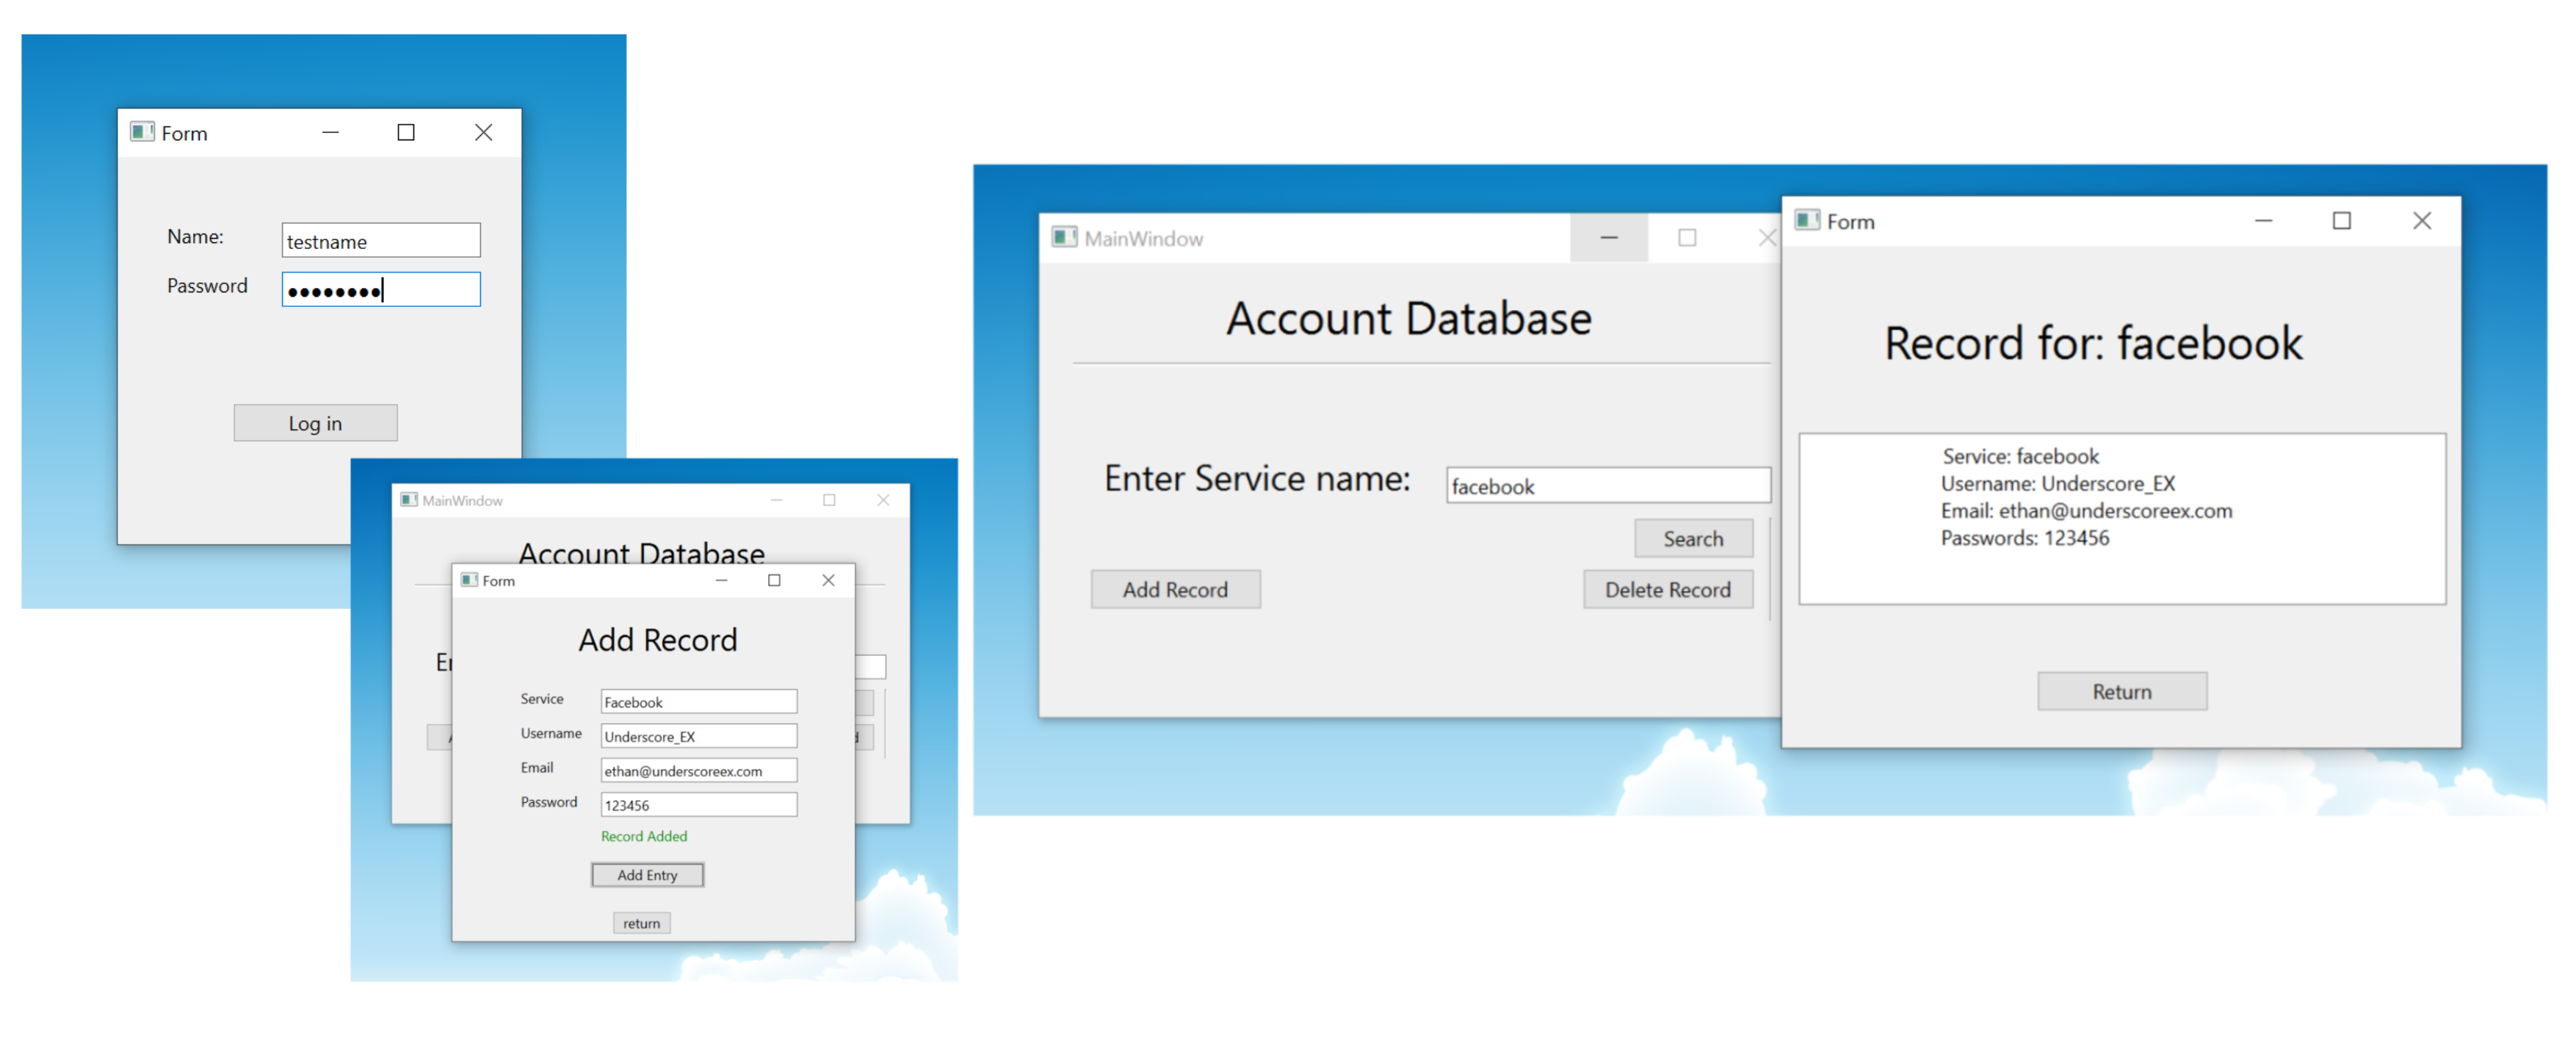 Form
Name:
testname
Password
••••••••
Log in
MainWindow
Account Database
Form
Add Record
Service
Facebook
Username
Underscore_EX
Email
ethan@underscoreex.com
Password
123456
Record Added
Add Entry
return
MainWindow
Account Database
Enter Service name:
facebook
Search
Add Record
Delete Record
Form
Record for: facebook
Service: facebook
Username: Underscore_EX
Email: ethan@underscoreex.com
Passwords: 123456
Return